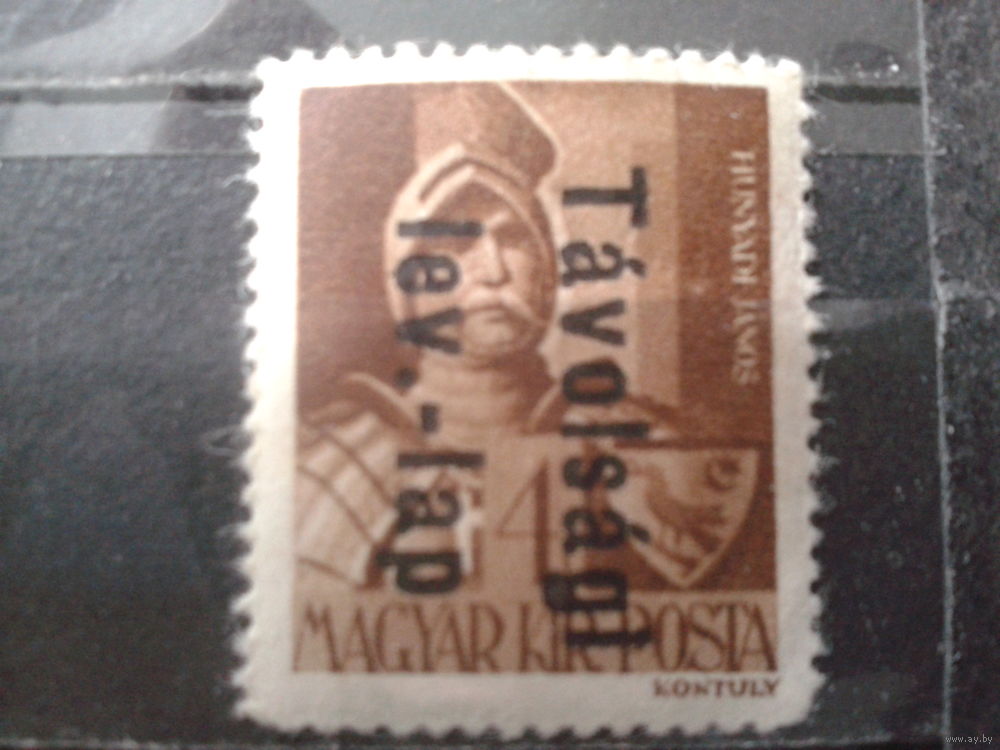 HUNYADI JÁNOS
Távolsági
lev.-lap
4
MAGYAR KIR. POSTA
KONTULY
www.ay.by